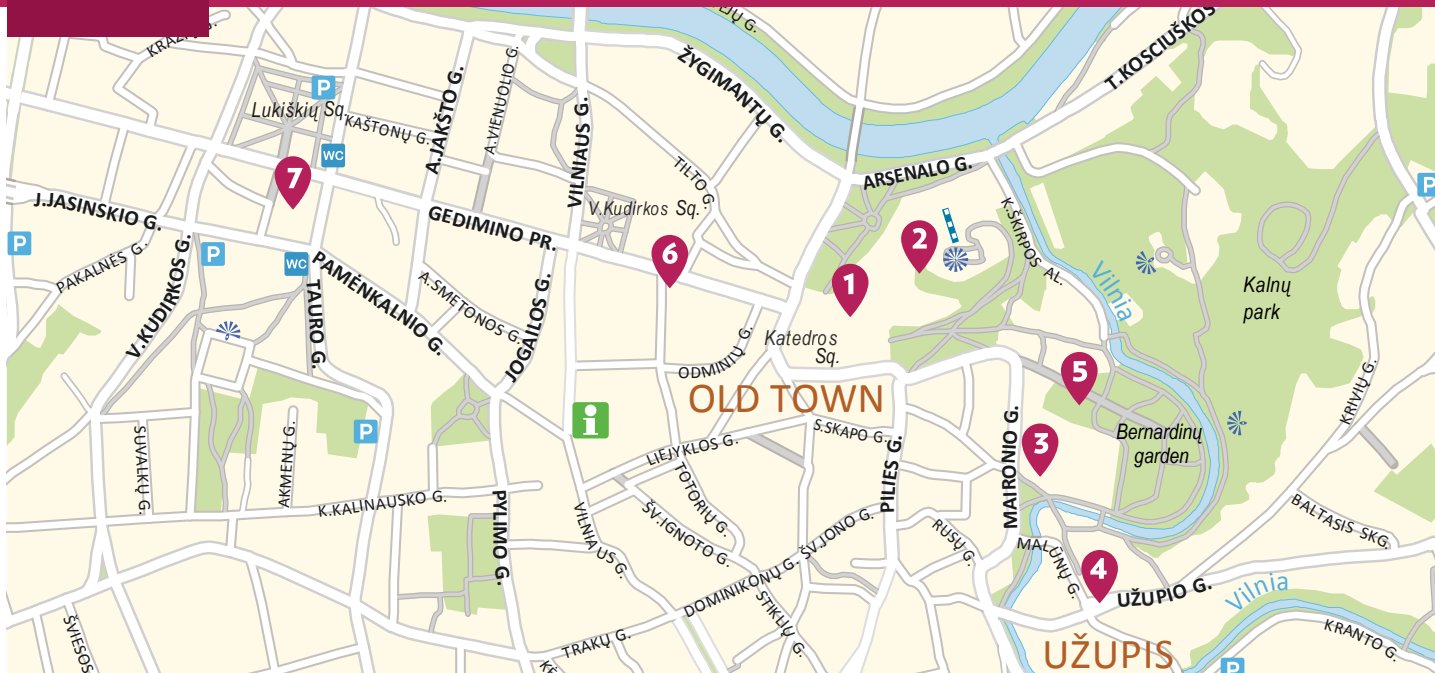 KRAŽIŲ G.
T.KOSCIUŠKOS
ŽYGIMANTŲ G.
P
Lukiškių Sq.
KAŠTONŲ G.
A.JAKŠTO G.
A.VIENUOLIO G.
VILNIAUS G.
WC
7
TILTO G.
ARSENALO G.
P
J.JASINSKIO G.
GEDIMINO PR.
V.Kudirkos Sq.
K.ŠKIRPOS AL.
2
6
1
P
PAKALNĖS G.
V.KUDIRKOS G.
P
WC
PAMĖNKALNIO G.
TAURO G.
A.SMETONOS G.
JOGAILOS G.
Vilnia
Kalnų
park
Katedros
Sq.
ODMINIŲ G.
OLD TOWN
5
KRIVIŲ G.
i
P
SUVALKŲ G.
AKMENŲ G.
LIEJYKLOS G.
S.SKAPO G.
PILIES G.
MAIRONIO G.
3
Bernardinų
garden
K.KALINAUSKO G.
PYLIMO G.
VILNIAUS G.
TOTORIŲ G.
ŠV.IGNOTO G.
ŠV.JONO G.
RUSŲ G.
MALŪNŲ G.
BALTASIS SKG.
4
UŽUPIO G.
Vilnia
DOMINIKONŲ G.
STIKLIŲ G.
TRAKŲ G.
ŠVIESOS
UŽUPIS
KRANTO G.
P